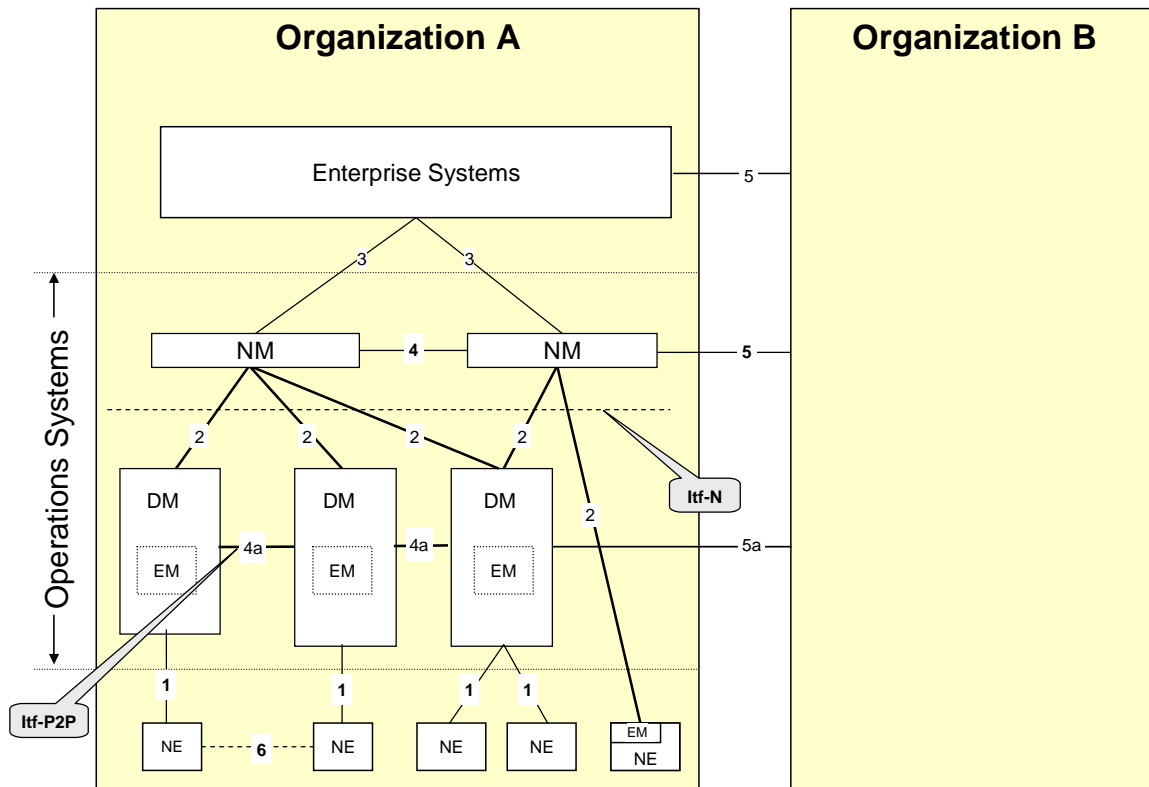 Organization A
Organization B
Enterprise Systems
5
3
3
Operations Systems
NM
4
NM
5
2
2
2
2
Itf-N
DM
DM
DM
2
4a
4a
5a
EM
EM
EM
1
1
1
1
Itf-P2P
NE
6
NE
NE
NE
EM
NE